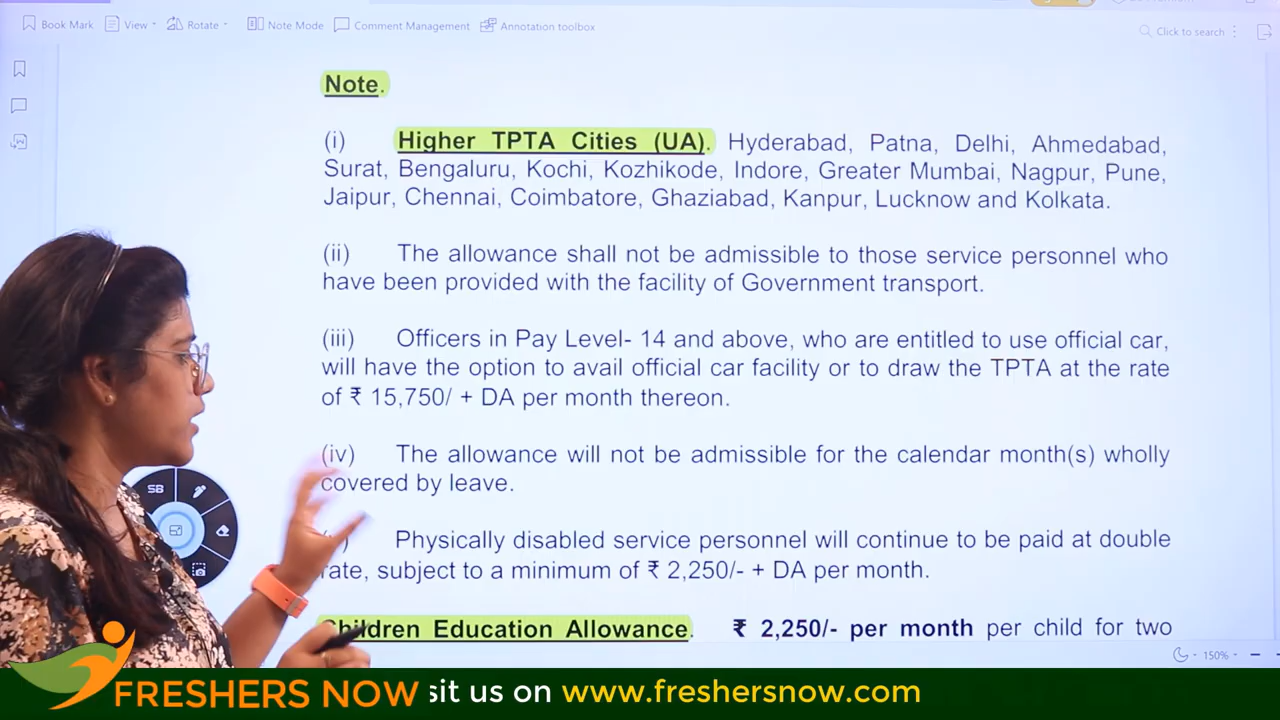 Book Mark View Rotate Note Mode Comment Management Annotation toolbox
Click to search
Note.
(i) Higher TPTA Cities (UA). Hyderabad, Patna, Delhi, Ahmedabad,
Surat, Bengaluru, Kochi, Kozhikode, Indore, Greater Mumbai, Nagpur, Pune,
Jaipur, Chennai, Coimbatore, Ghaziabad, Kanpur, Lucknow and Kolkata.
(ii) The allowance shall not be admissible to those service personnel who
have been provided with the facility of Government transport.
(iii) Officers in Pay Level- 14 and above, who are entitled to use official car,
will have the option to avail official car facility or to draw the TPTA at the rate
of ₹ 15,750/ + DA per month thereon.
(iv) The allowance will not be admissible for the calendar month(s) wholly
covered by leave.
SB
Physically disabled service personnel will continue to be paid at double
rate, subject to a minimum of ₹ 2,250/- + DA per month.
Children Education Allowance. ₹ 2,250/- per month per child for two
150%
FRESHERS NOW sit us on www.freshersnow.com